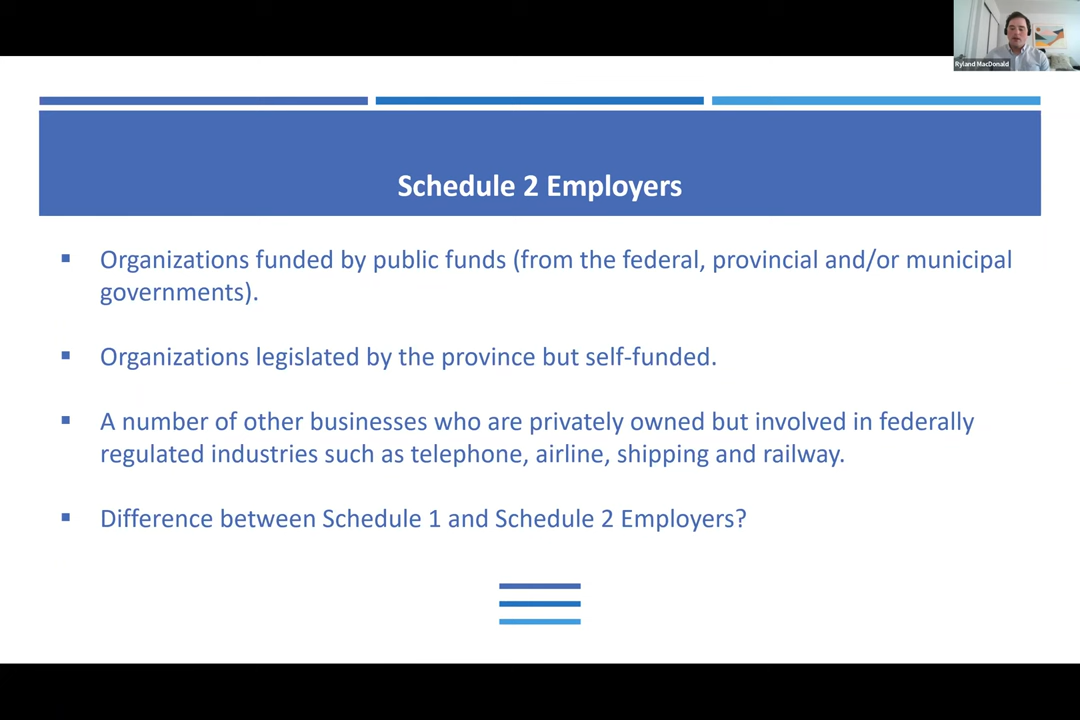 Ryland MacDonald
Schedule 2 Employers
▪ Organizations funded by public funds (from the federal, provincial and/or municipal
governments).
▪ Organizations legislated by the province but self-funded.
▪ A number of other businesses who are privately owned but involved in federally
regulated industries such as telephone, airline, shipping and railway.
▪ Difference between Schedule 1 and Schedule 2 Employers?